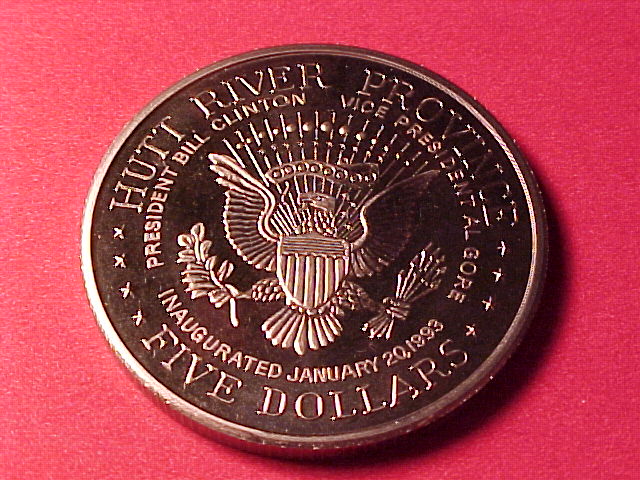 HUTT RIVER PROVINCE
PRESIDENT BILL CLINTON
VICE PRESIDENT AL GORE
INAUGURATED JANUARY 20, 1993
FIVE DOLLARS